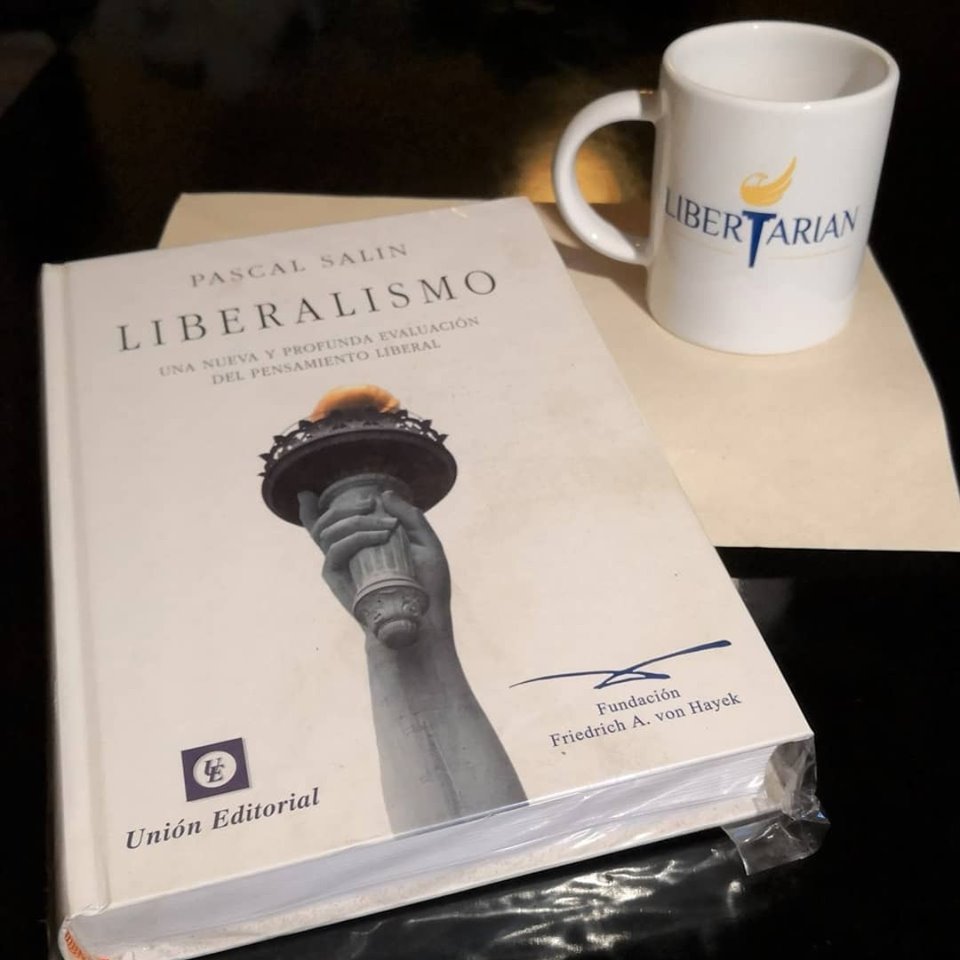 PASCAL SALIN
LIBERALISMO
UNA NUEVA Y PROFUNDA EVALUACIÓN
DEL PENSAMIENTO LIBERAL
Fundación
Friedrich A. von Hayek
UE
Unión Editorial
LIBERTARIAN